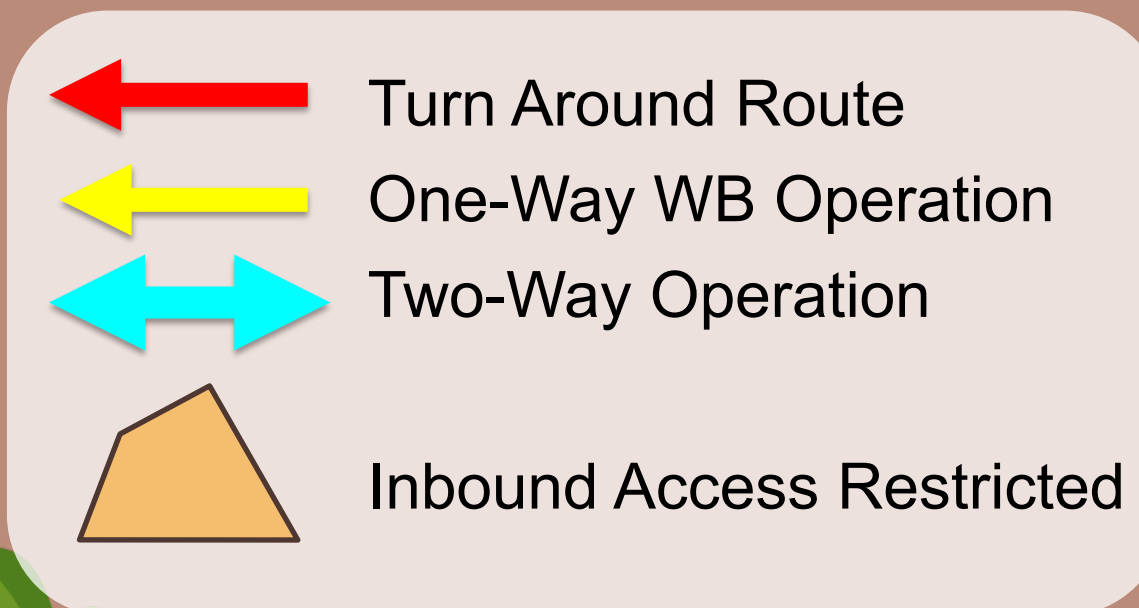 Turn Around Route
One-Way WB Operation
Two-Way Operation
Inbound Access Restricted